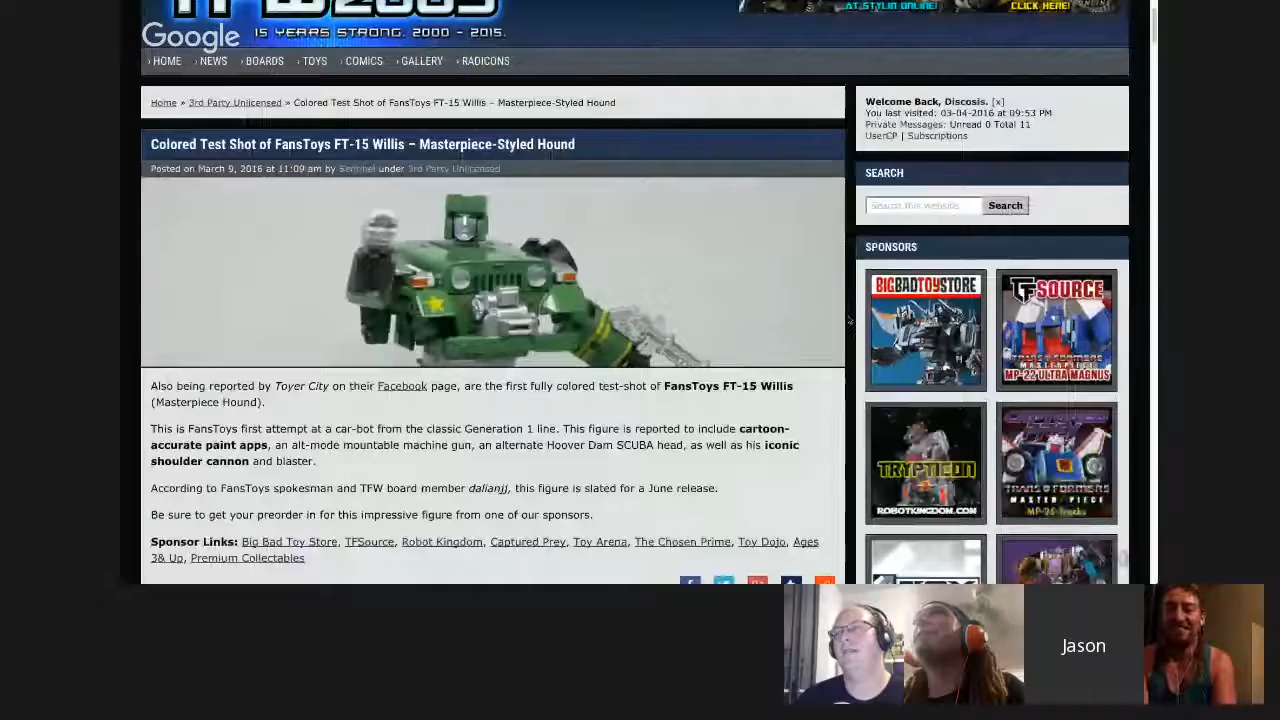 AT STYLIN ONLINE!
CLICK HERE!
Google
15 YEARS STRONG. 2000 - 2015.
› HOME › NEWS › BOARDS › TOYS › COMICS › GALLERY › RADICONS
Home » 3rd Party Unlicensed » Colored Test Shot of FansToys FT-15 Willis – Masterpiece-Styled Hound
Colored Test Shot of FansToys FT-15 Willis – Masterpiece-Styled Hound
Posted on March 9, 2016 at 11:09 am by Sentinel under 3rd Party Unlicensed
Also being reported by Toyer City on their Facebook page, are the first fully colored test-shot of FansToys FT-15 Willis
(Masterpiece Hound).
This is FansToys first attempt at a car-bot from the classic Generation 1 line. This figure is reported to include cartoon-
accurate paint apps, an alt-mode mountable machine gun, an alternate Hoover Dam SCUBA head, as well as his iconic
shoulder cannon and blaster.
According to FansToys spokesman and TFW board member dalianjj, this figure is slated for a June release.
Be sure to get your preorder in for this impressive figure from one of our sponsors.
Sponsor Links: Big Bad Toy Store, TFSource, Robot Kingdom, Captured Prey, Toy Arena, The Chosen Prime, Toy Dojo, Ages
3& Up, Premium Collectables
Welcome Back, Discosis. [x]
You last visited: 03-04-2016 at 09:53 PM
Private Messages: Unread 0 Total 11
UserCP | Subscriptions
SEARCH
Search this website
Search
SPONSORS
BIGBADTOYSTORE
TFSOURCE
TRANSFORMERS
MASTERPIECE
MP-22 ULTRA MAGNUS
TRYPTICON
ROBOTKINGDOM.COM
TRANSFORMERS
MASTERPIECE
MP-25 Tracks
Jason